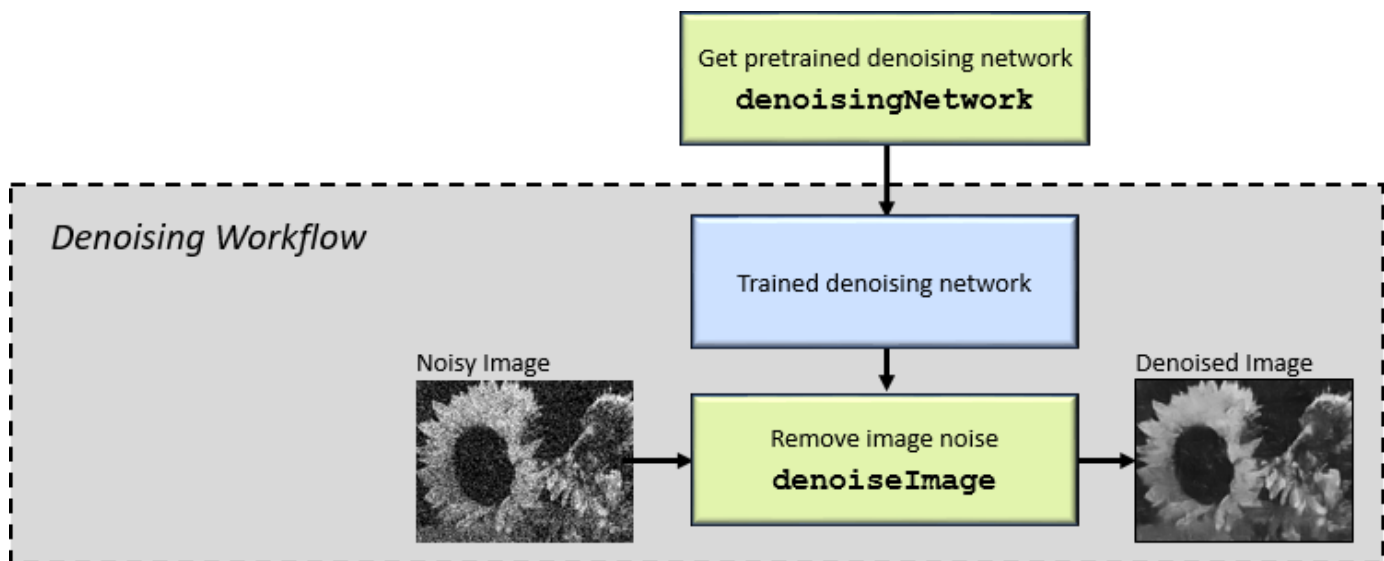 Get pretrained denoising network
denoisingNetwork
Denoising Workflow
Trained denoising network
Noisy Image
Denoised Image
Remove image noise
denoiseImage